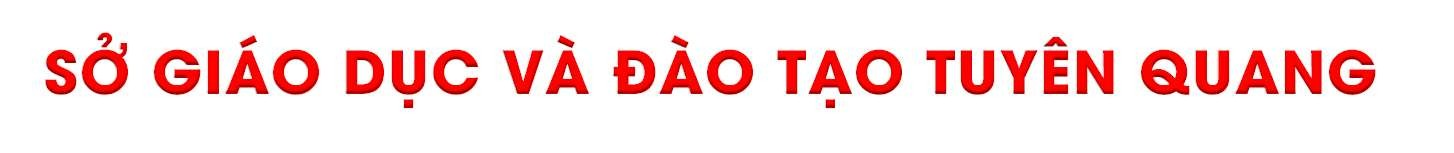 SỞ GIÁO DỤC VÀ ĐÀO TẠO TUYÊN QUANG